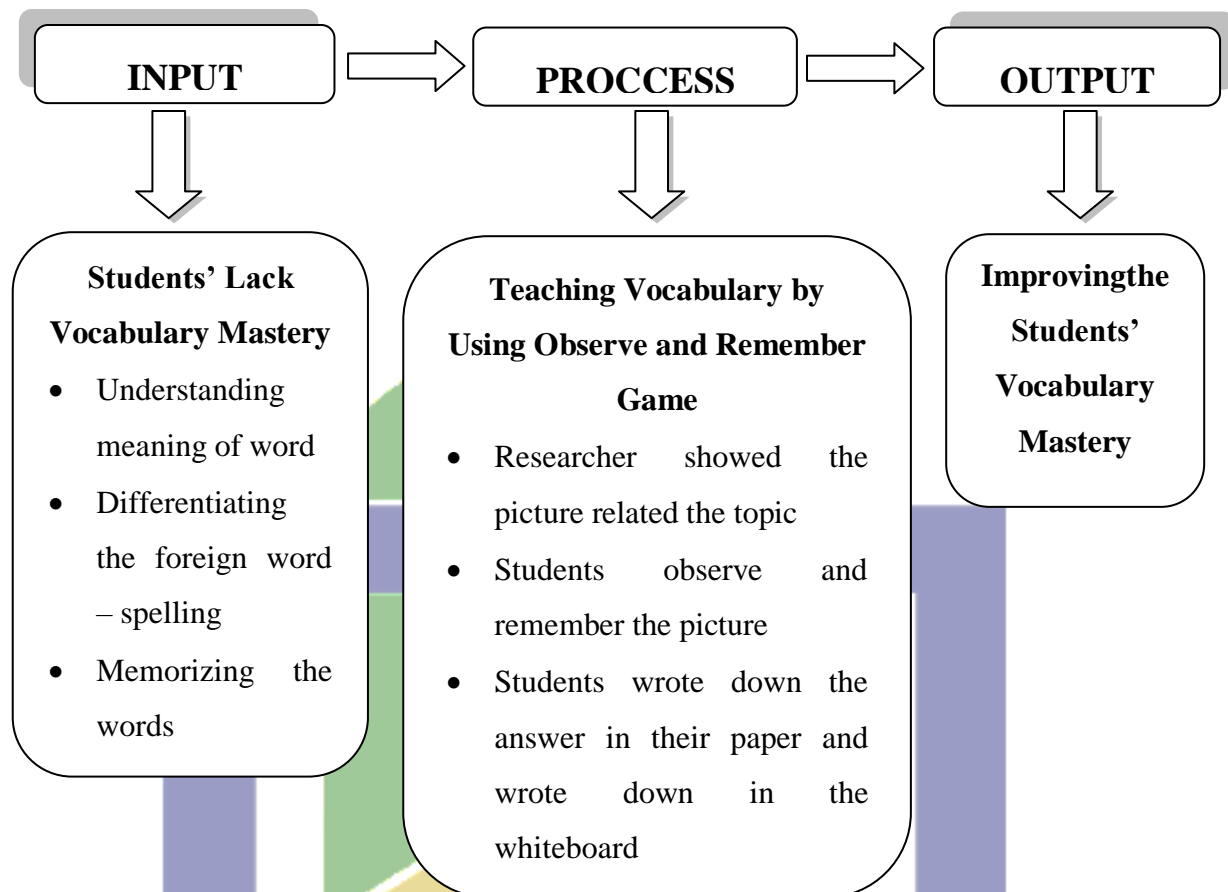 INPUT
PROCCESS
OUTPUT
Students’ Lack
Vocabulary Mastery
• Understanding
meaning of word
• Differentiating
the foreign word
– spelling
• Memorizing the
words
Teaching Vocabulary by
Using Observe and Remember
Game
• Researcher showed the
picture related the topic
• Students observe and
remember the picture
• Students wrote down the
answer in their paper and
wrote down in the
whiteboard
Improvingthe
Students’
Vocabulary
Mastery